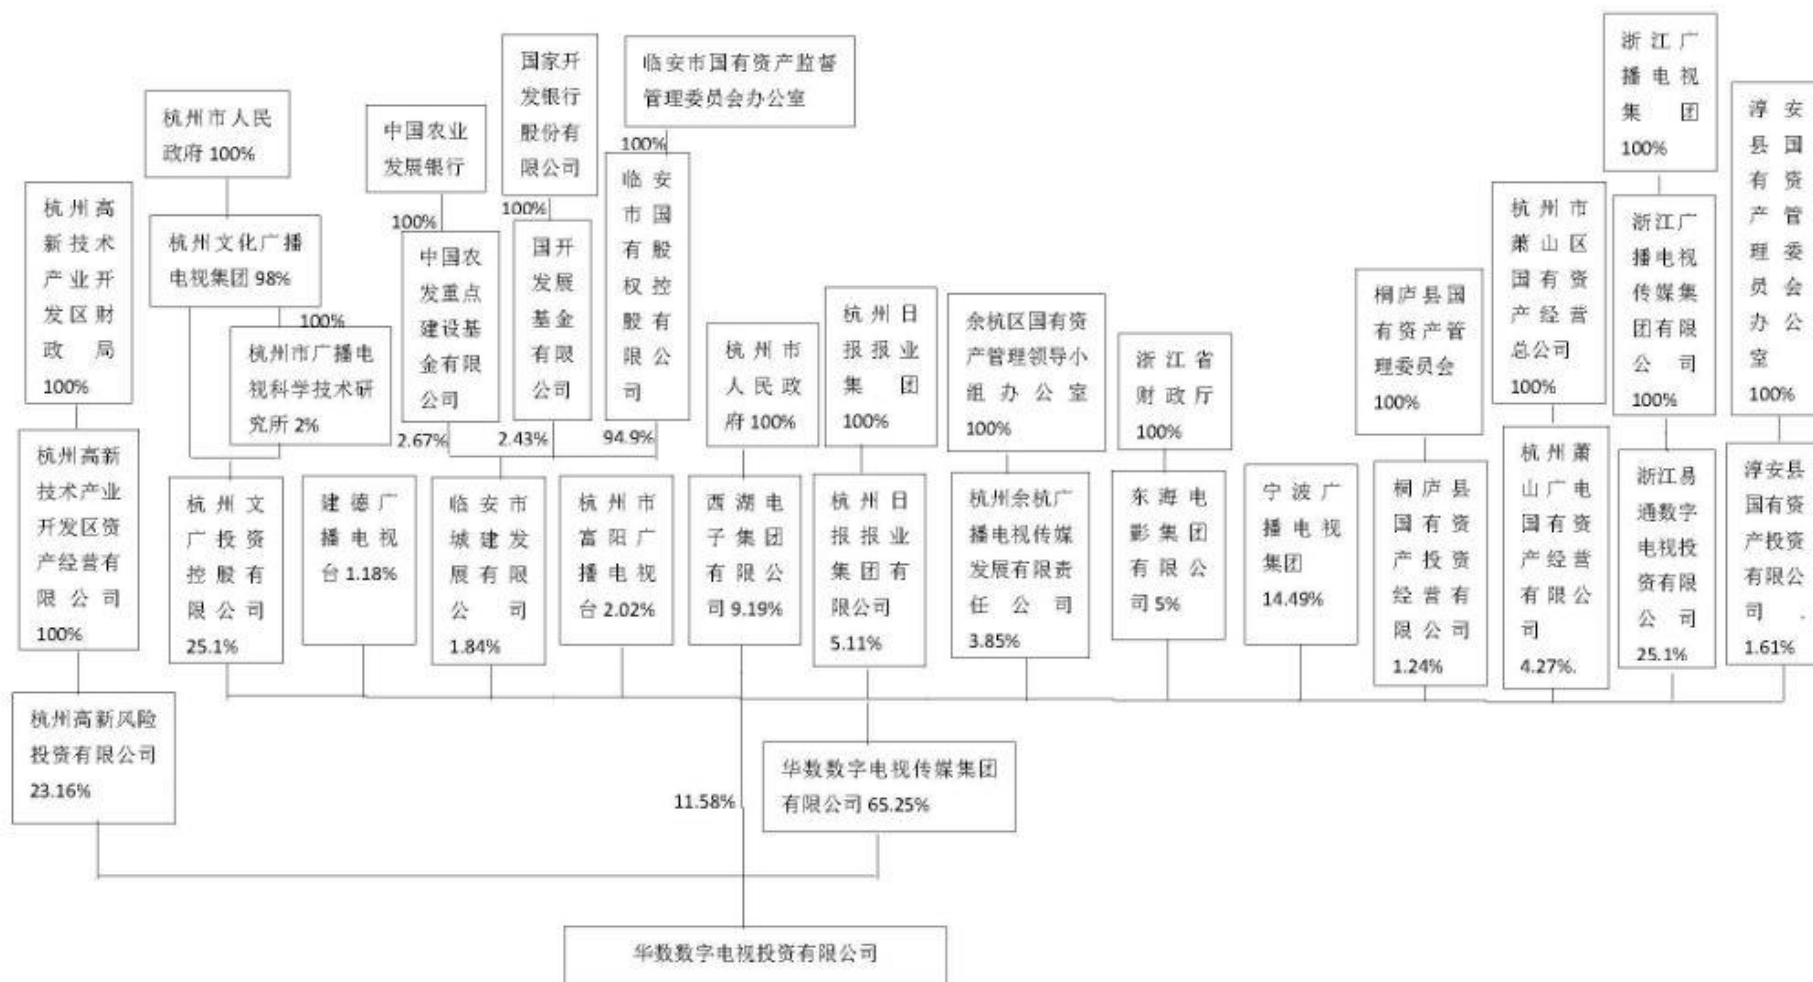 国家开
发银行
股份有
限公司
临安市国有资产监督
管理委员会办公室
浙江广
播电视
集团
100%
杭州市人民
政府 100%
中国农业
发展银行
淳安
县国
有资
产管
理委
员会
办公
室
100%
杭州高
新技术
产业开
发区财
政局
100%
杭州文化广播
电视集团 98%
100%
中国农
发重点
建设基
金有限
公司
100%
国开
发展
基金
有限
公司
100%
临安
市国
有股
权控
股有
限公
司
杭州市
萧山区
国有资
产经营
总公司
100%
浙江广
播电视
传媒集
团有限
公司
100%
100%
杭州市广播电
视科学技术研
究所 2%
杭州市
人民政
府 100%
杭州日
报报业
集团
100%
余杭区国有资
产管理领导小
组办公室
100%
浙江省
财政厅
100%
桐庐县国
有资产管
理委员会
100%
2.67%
2.43%
94.9%
杭州高新
技术产业
开发区资
产经营有
限公司
100%
杭州文
广投资
控股有
限公司
25.1%
建德广
播电视
台 1.18%
临安市
城建发
展有限
公司
1.84%
杭州市
富阳广
播电视
台 2.02%
西湖电
子集团
有限公
司 9.19%
杭州日
报报业
集团有
限公司
5.11%
杭州余杭广
播电视传媒
发展有限责
任公司
3.85%
东海电
影集团
有限公
司 5%
宁波广
播电视
集团
14.49%
桐庐县
国有资
产投资
经营有
限公司
1.24%
杭州萧
山广电
国有资
产经营
有限公
司
4.27%.
浙江易
通数字
电视投
资有限
公司
25.1%
淳安县
国有资
产投资
有限公
司.
1.61%
杭州高新风险
投资有限公司
23.16%
11.58%
华数数字电视传媒集团
有限公司 65.25%
华数数字电视投资有限公司